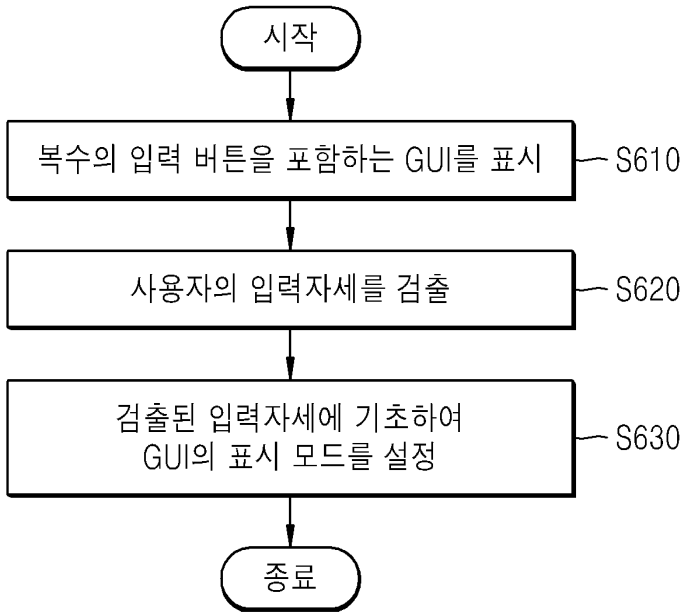 시작
복수의 입력 버튼을 포함하는 GUI를 표시
S610
사용자의 입력자세를 검출
S620
검출된 입력자세에 기초하여
GUI의 표시 모드를 설정
S630
종료